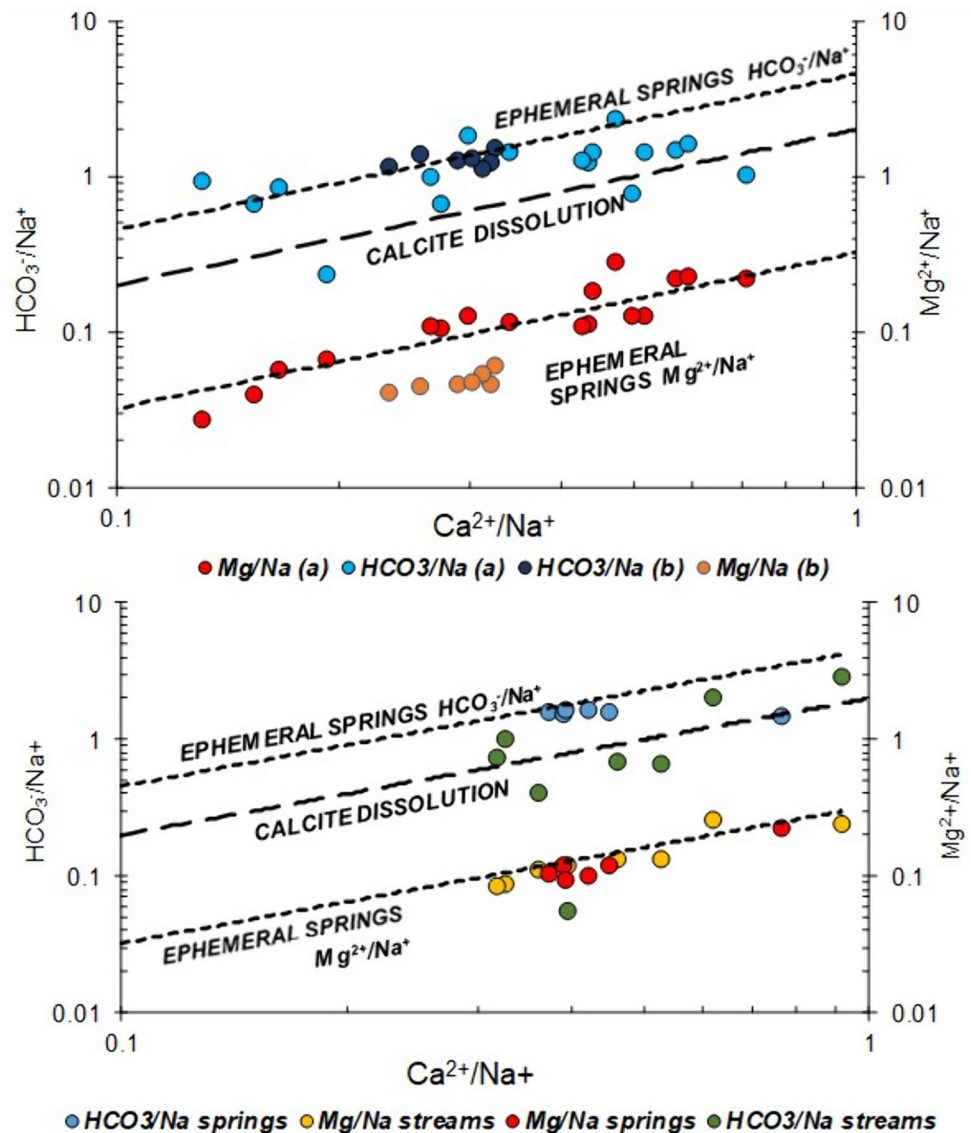 10
10
EPHEMERAL SPRINGS HCO₃⁻/Na⁺
1
1
CALCITE DISSOLUTION
HCO₃⁻/Na⁺
Mg²⁺/Na⁺
0.1
0.1
EPHEMERAL
SPRINGS Mg²⁺/Na⁺
0.01
0.01
0.1
1
Ca²⁺/Na⁺
Mg/Na (a) HCO3/Na (a) HCO3/Na (b) Mg/Na (b)
10
10
EPHEMERAL SPRINGS HCO₃⁻/Na⁺
1
1
CALCITE DISSOLUTION
HCO₃⁻/Na+
Mg²⁺/Na+
0.1
0.1
EPHEMERAL SPRINGS
Mg²⁺/Na⁺
0.01
0.01
0.1
1
Ca²⁺/Na+
HCO3/Na springs Mg/Na streams Mg/Na springs HCO3/Na streams